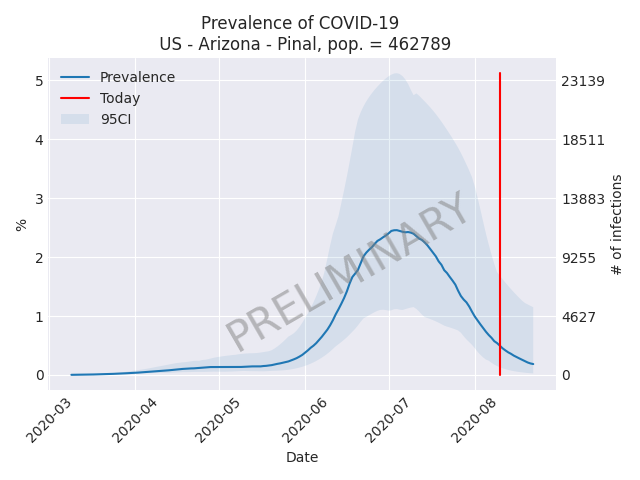 Prevalence of COVID-19
US - Arizona - Pinal, pop. = 462789
Prevalence
Today
95CI
PRELIMINARY
%
5
4
3
2
1
0
23139
18511
13883
9255
4627
0
# of infections
2020-03
2020-04
2020-05
2020-06
2020-07
2020-08
Date